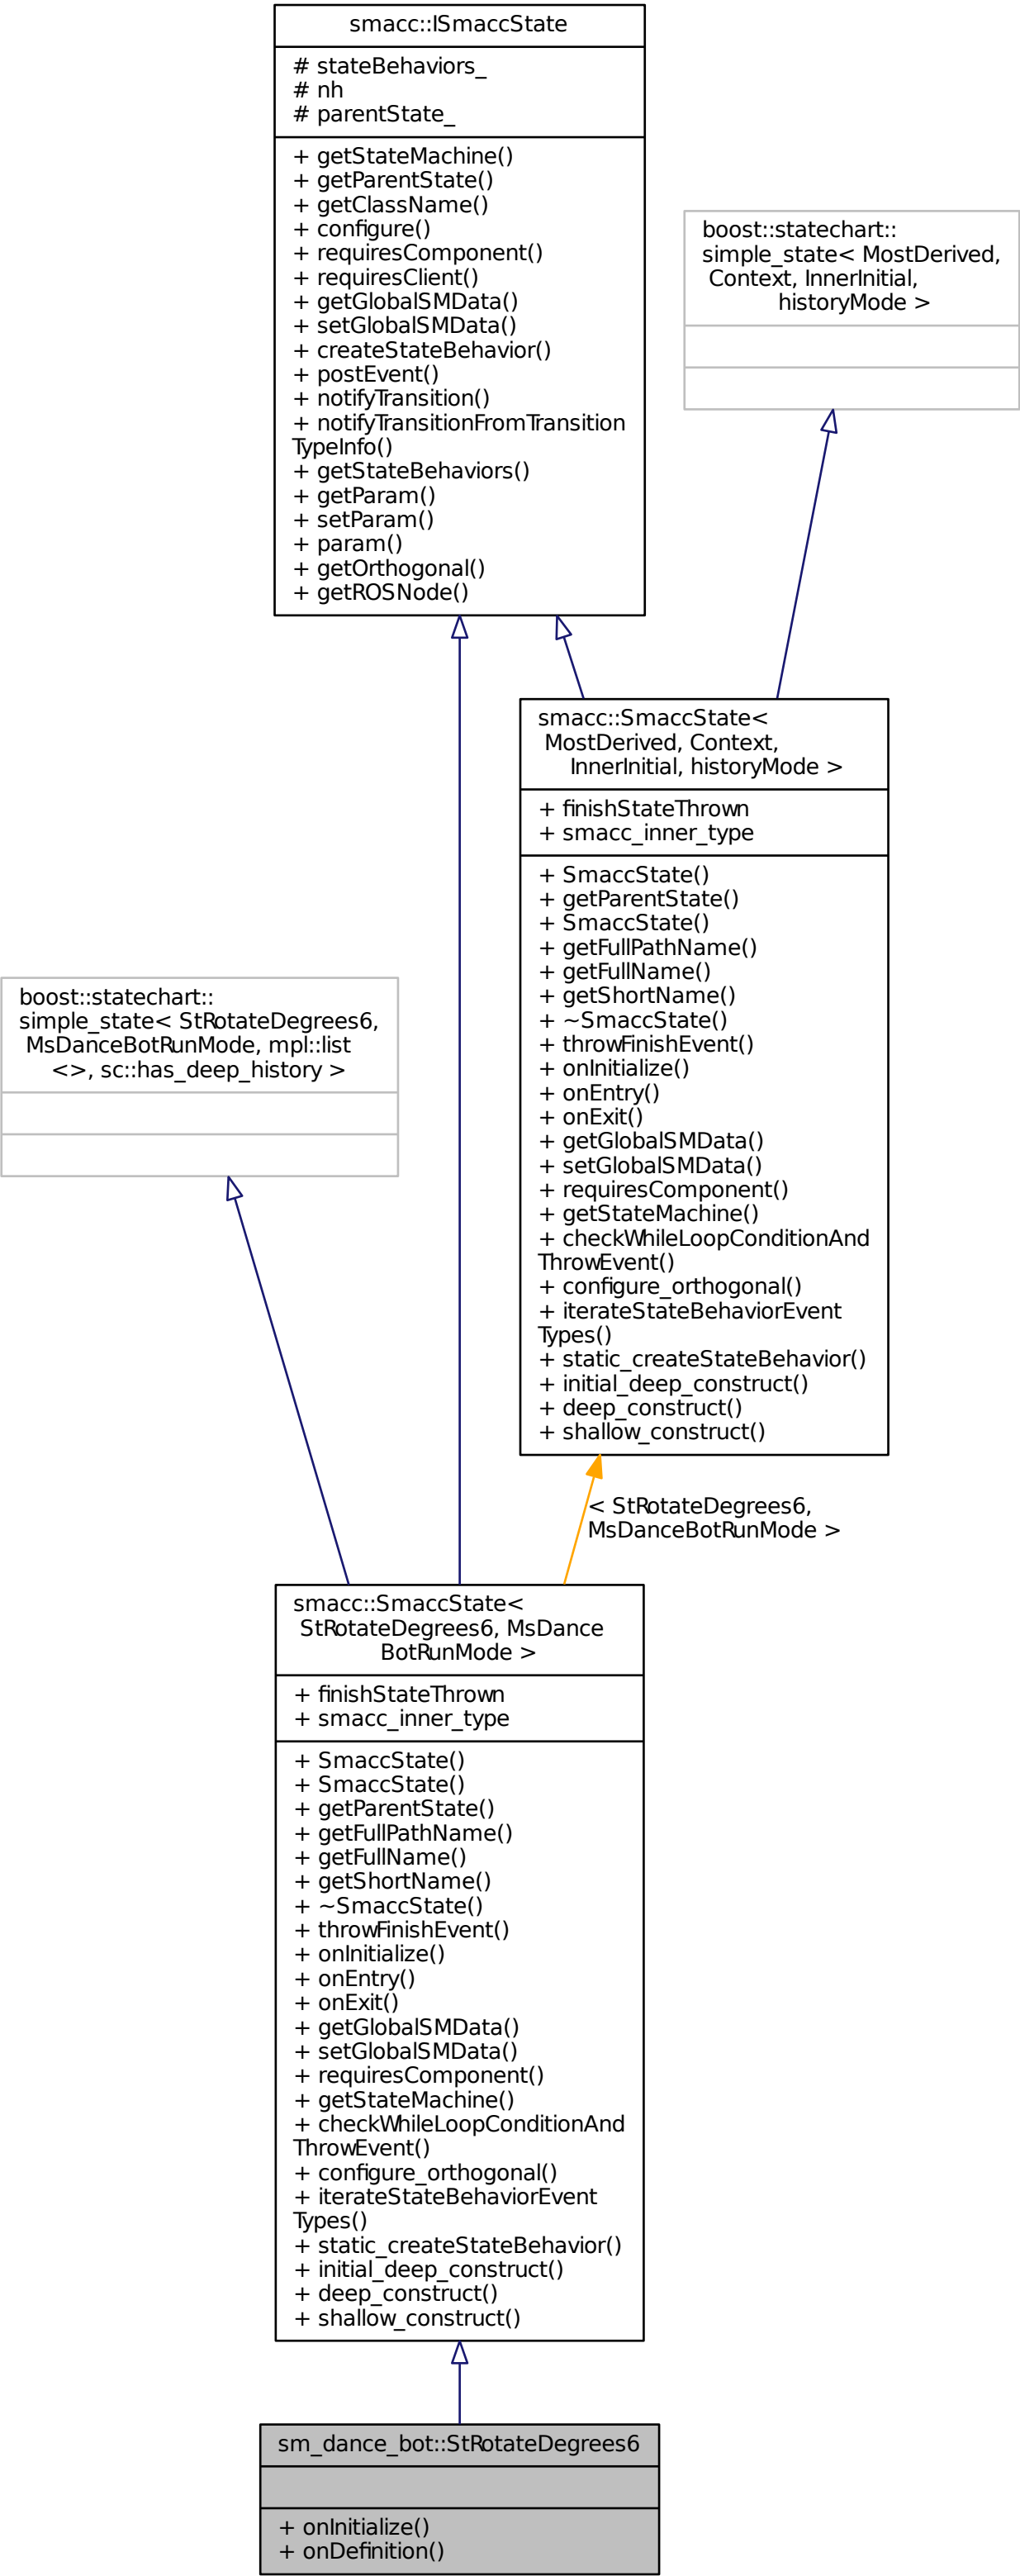 smacc::ISmaccState
# stateBehaviors_
# nh
# parentState_
+ getStateMachine()
+ getParentState()
+ getClassName()
+ configure()
+ requiresComponent()
+ requiresClient()
+ getGlobalSMData()
+ setGlobalSMData()
+ createStateBehavior()
+ postEvent()
+ notifyTransition()
+ notifyTransitionFromTransition
TypeInfo()
+ getStateBehaviors()
+ getParam()
+ setParam()
+ param()
+ getOrthogonal()
+ getROSNode()
boost::statechart::
simple_state< MostDerived,
Context, InnerInitial,
historyMode >
smacc::SmaccState<
MostDerived, Context,
InnerInitial, historyMode >
+ finishStateThrown
+ smacc_inner_type
+ SmaccState()
+ getParentState()
+ SmaccState()
+ getFullPathName()
+ getFullName()
+ getShortName()
+ ~SmaccState()
+ throwFinishEvent()
+ onInitialize()
+ onEntry()
+ onExit()
+ getGlobalSMData()
+ setGlobalSMData()
+ requiresComponent()
+ getStateMachine()
+ checkWhileLoopConditionAnd
ThrowEvent()
+ configure_orthogonal()
+ iterateStateBehaviorEvent
Types()
+ static_createStateBehavior()
+ initial_deep_construct()
+ deep_construct()
+ shallow_construct()
boost::statechart::
simple_state< StRotateDegrees6,
MsDanceBotRunMode, mpl::list
<>, sc::has_deep_history >
< StRotateDegrees6,
MsDanceBotRunMode >
smacc::SmaccState<
StRotateDegrees6, MsDance
BotRunMode >
+ finishStateThrown
+ smacc_inner_type
+ SmaccState()
+ SmaccState()
+ getParentState()
+ getFullPathName()
+ getFullName()
+ getShortName()
+ ~SmaccState()
+ throwFinishEvent()
+ onInitialize()
+ onEntry()
+ onExit()
+ getGlobalSMData()
+ setGlobalSMData()
+ requiresComponent()
+ getStateMachine()
+ checkWhileLoopConditionAnd
ThrowEvent()
+ configure_orthogonal()
+ iterateStateBehaviorEvent
Types()
+ static_createStateBehavior()
+ initial_deep_construct()
+ deep_construct()
+ shallow_construct()
sm_dance_bot::StRotateDegrees6
+ onInitialize()
+ onDefinition()